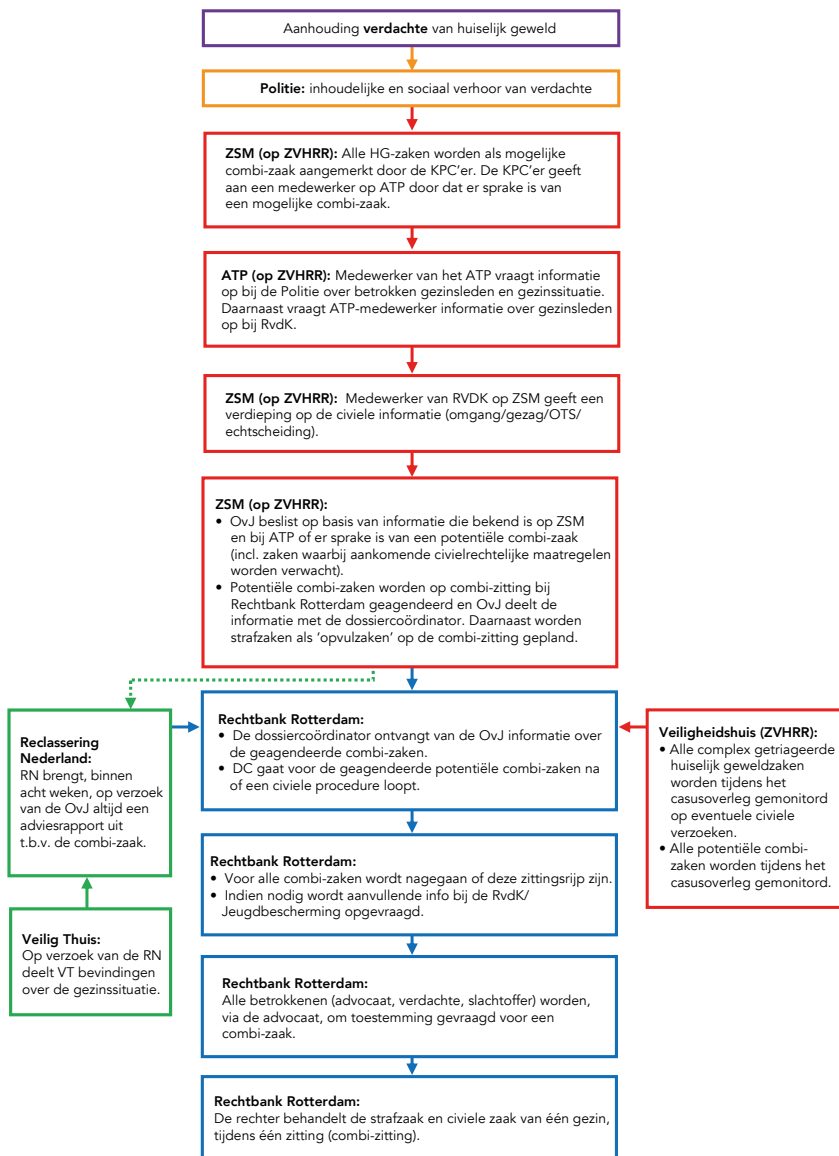 Aanhouding verdachte van huiselijk geweld
Politie: inhoudelijke en sociaal verhoor van verdachte
ZSM (op ZVHRR): Alle HG-zaken worden als mogelijke
combi-zaak aangemerkt door de KPC'er. De KPC'er geeft
aan een medewerker op ATP door dat er sprake is van
een mogelijke combi-zaak.
ATP (op ZVHRR): Medewerker van het ATP vraagt informatie
op bij de Politie over betrokken gezinsleden en gezinssituatie.
Daarnaast vraagt ATP-medewerker informatie over gezinsleden
op bij RvdK.
ZSM (op ZVHRR): Medewerker van RVDK op ZSM geeft een
verdieping op de civiele informatie (omgang/gezag/OTS/
echtscheiding).
ZSM (op ZVHRR):
• OvJ beslist op basis van informatie die bekend is op ZSM
en bij ATP of er sprake is van een potentiële combi-zaak
(incl. zaken waarbij aankomende civielrechtelijke maatregelen
worden verwacht).
• Potentiële combi-zaken worden op combi-zitting bij
Rechtbank Rotterdam geagendeerd en OvJ deelt de
informatie met de dossiercoördinator. Daarnaast worden
strafzaken als 'opvulzaken' op de combi-zitting gepland.
Reclassering
Nederland:
RN brengt, binnen
acht weken, op verzoek
van de OvJ altijd een
adviesrapport uit
t.b.v. de combi-zaak.
Veilig Thuis:
Op verzoek van de RN
deelt VT bevindingen
over de gezinssituatie.
Rechtbank Rotterdam:
• De dossiercoördinator ontvangt van de OvJ informatie over
de geagendeerde combi-zaken.
• DC gaat voor de geagendeerde potentiële combi-zaken na
of een civiele procedure loopt.
Veiligheidshuis (ZVHRR):
• Alle complex getriageerde
huiselijk geweldzaken
worden tijdens het
casusoverleg gemonitord
op eventuele civiele
verzoeken.
• Alle potentiële combi-
zaken worden tijdens het
casusoverleg gemonitord.
Rechtbank Rotterdam:
• Voor alle combi-zaken wordt nagegaan of deze zittingsrijp zijn.
• Indien nodig wordt aanvullende info bij de RvdK/
Jeugdbescherming opgevraagd.
Rechtbank Rotterdam:
Alle betrokkenen (advocaat, verdachte, slachtoffer) worden,
via de advocaat, om toestemming gevraagd voor een
combi-zaak.
Rechtbank Rotterdam:
De rechter behandelt de strafzaak en civiele zaak van één gezin,
tijdens één zitting (combi-zitting).